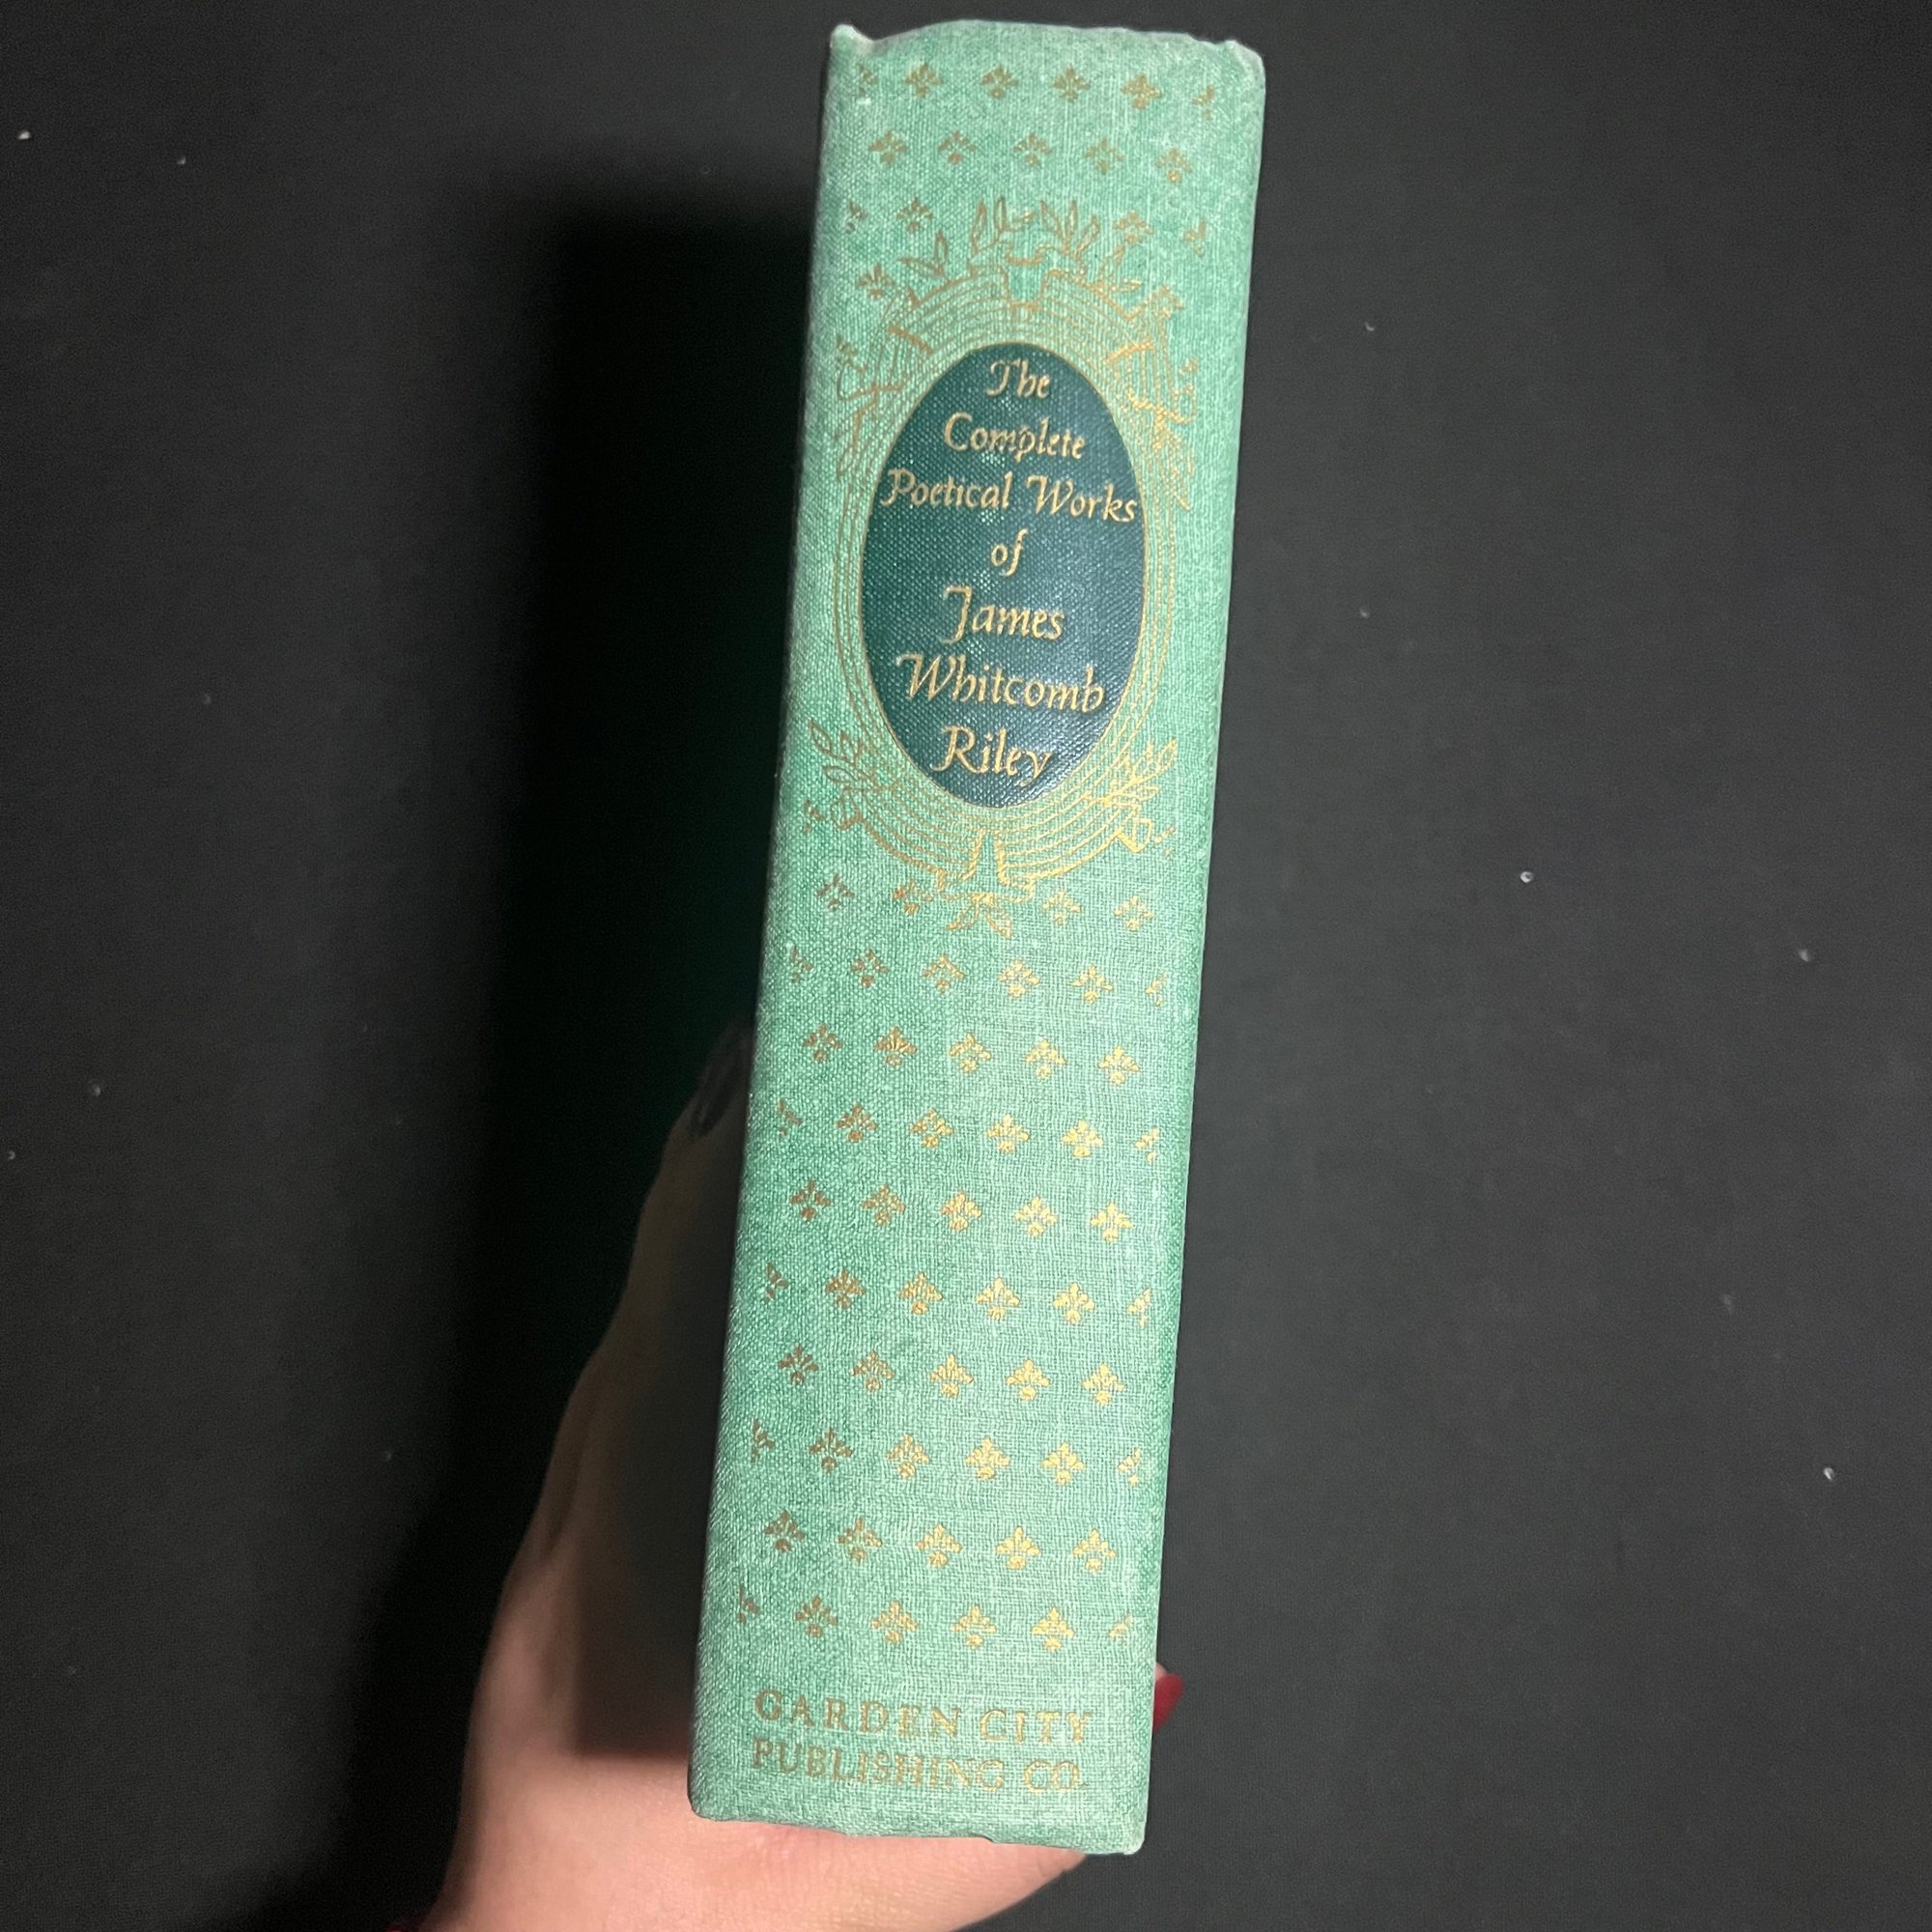 The
Complete
Poetical Works
of
James
Whitcomb
Riley
GARDEN CITY
PUBLISHING CO.